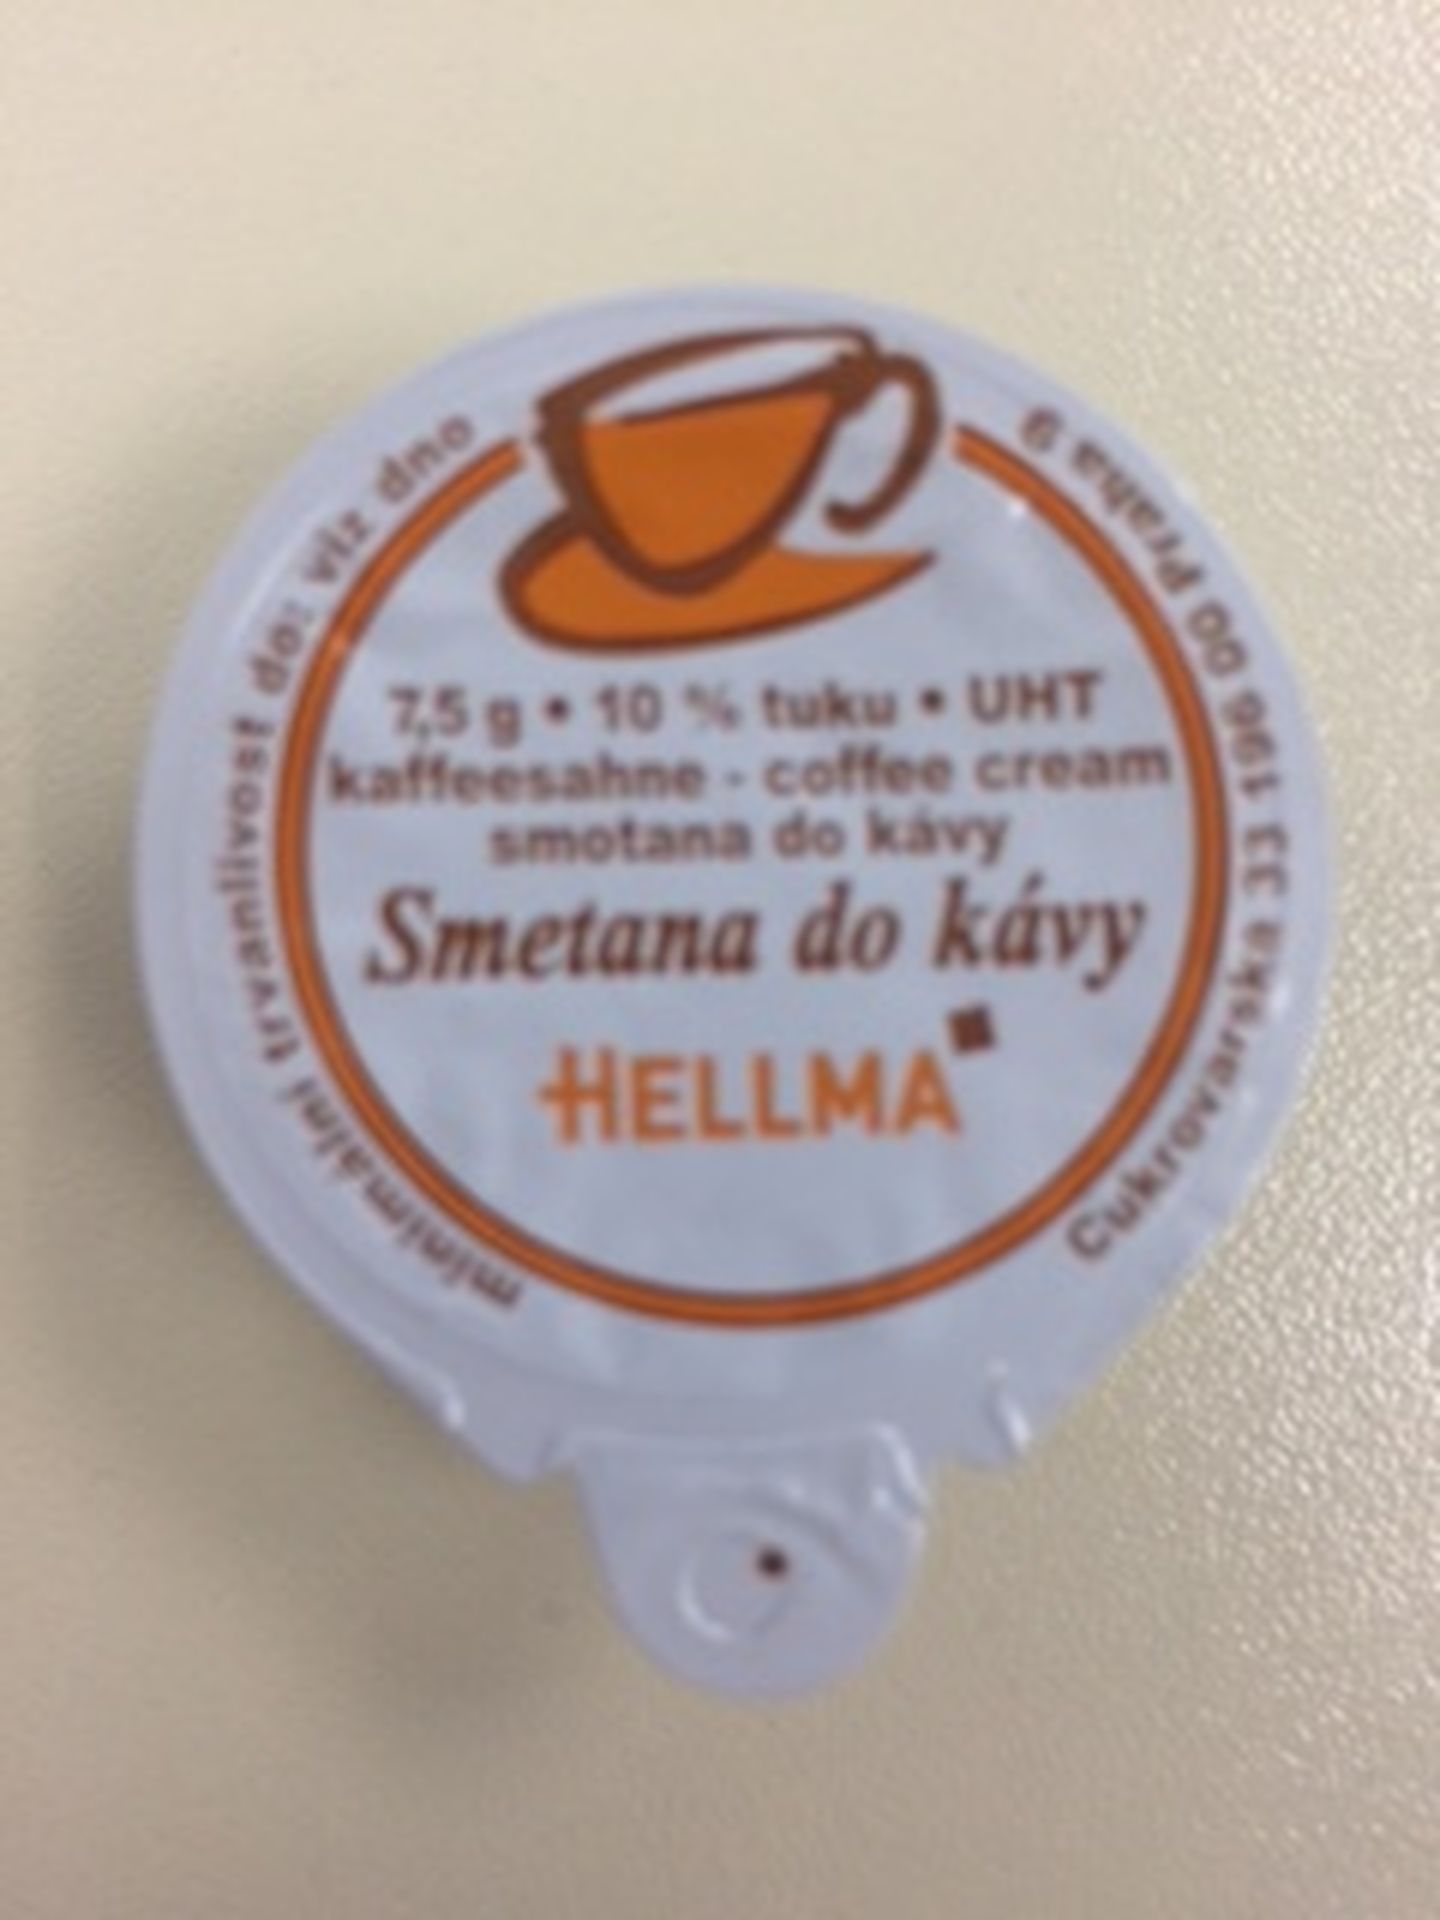 7,5 g • 10 % tuku • UHT
kaffeesahne - coffee cream
smotana do kávy
Smetana do kávy
HELLMA
minimální trvanlivost do: viz dno
Cukrovarská 33 196 00 Praha 9